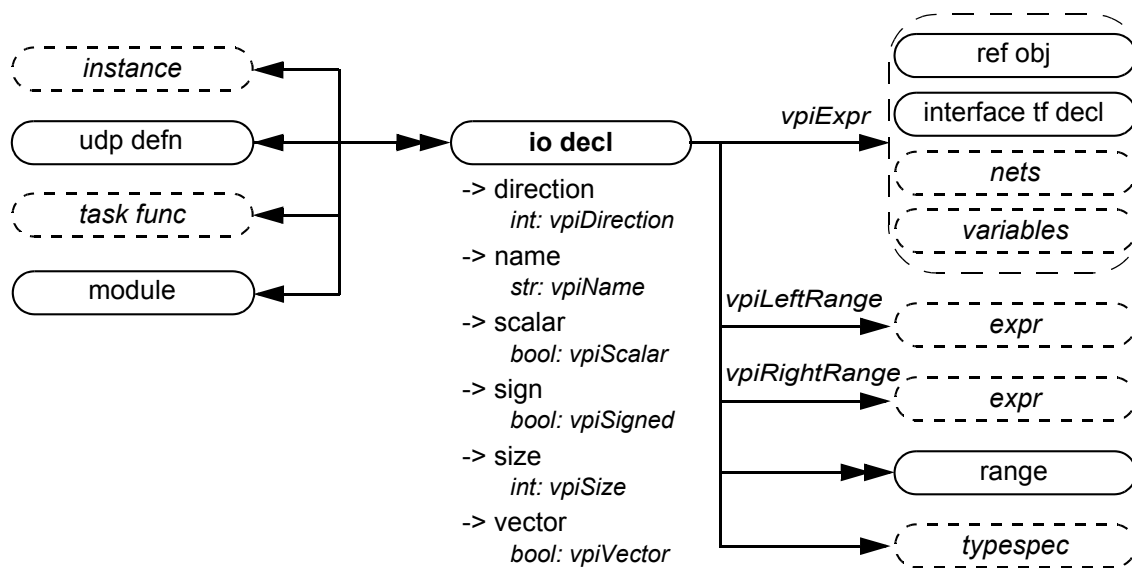 instance
udp defn
task func
module
io decl
-> direction
int: vpiDirection
-> name
str: vpiName
-> scalar
bool: vpiScalar
-> sign
bool: vpiSigned
-> size
int: vpiSize
-> vector
bool: vpiVector
vpiExpr
ref obj
interface tf decl
nets
variables
vpiLeftRange
expr
vpiRightRange
expr
range
typespec